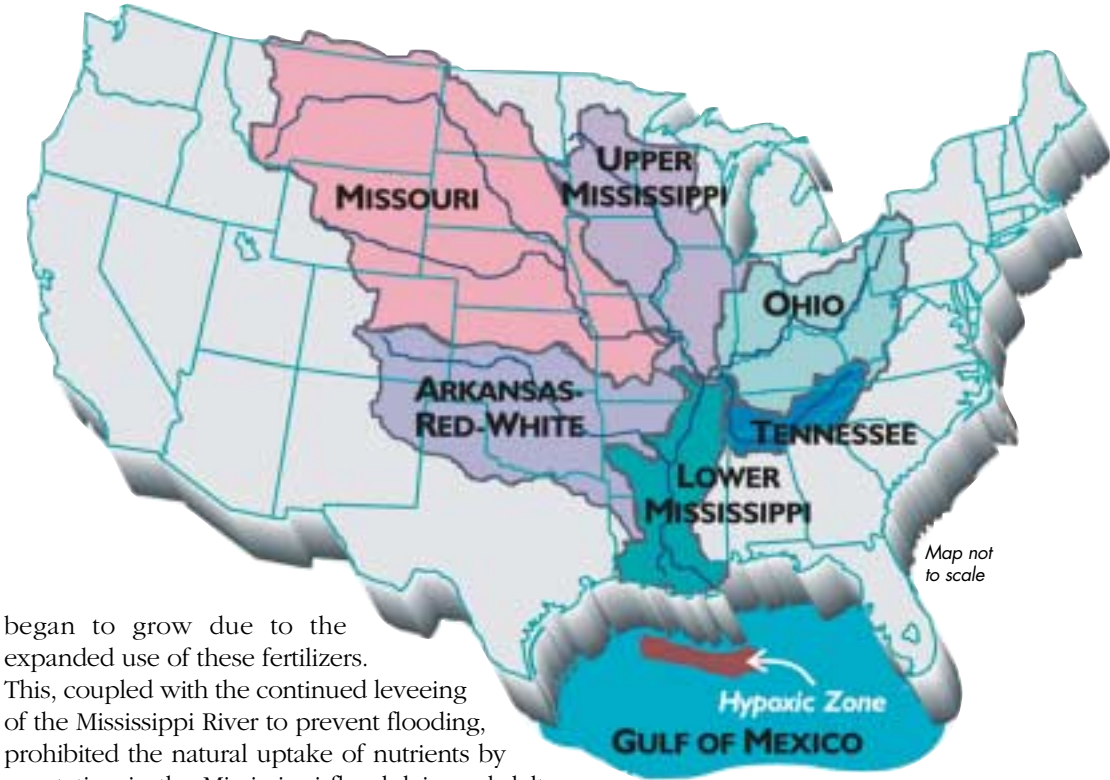 UPPER
MISSISSIPPI
MISSOURI
OHIO
ARKANSAS-
RED-WHITE
TENNESSEE
LOWER
MISSISSIPPI
Map not
to scale
Hypoxic Zone
GULF OF MEXICO
began to grow due to the
expanded use of these fertilizers.
This, coupled with the continued leveeing
of the Mississippi River to prevent flooding,
prohibited the natural uptake of nutrients by